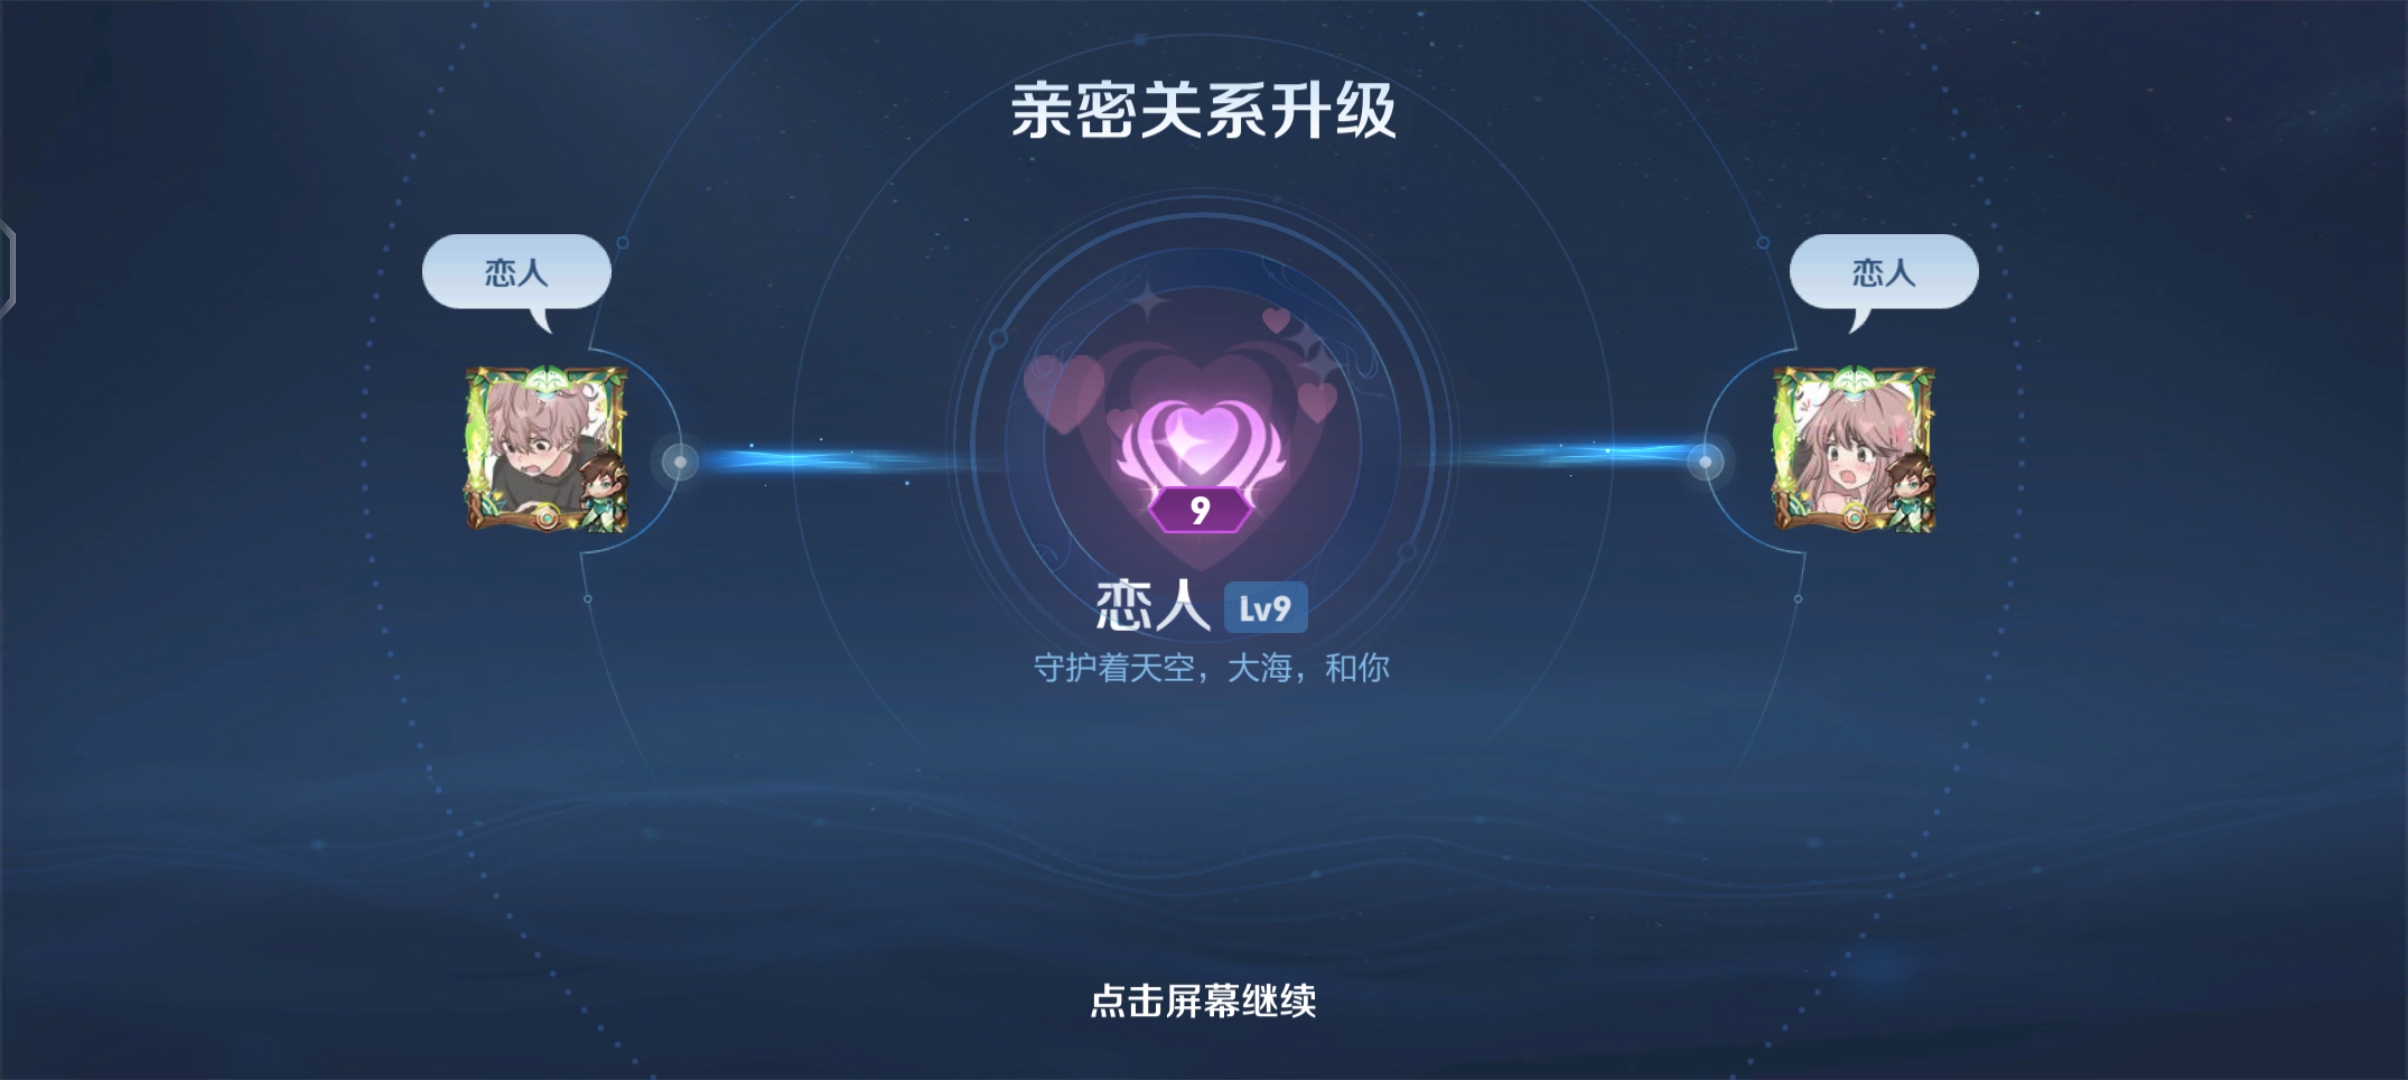 亲密关系升级
恋人
恋人
9
恋人 Lv9
守护着天空，大海，和你
点击屏幕继续